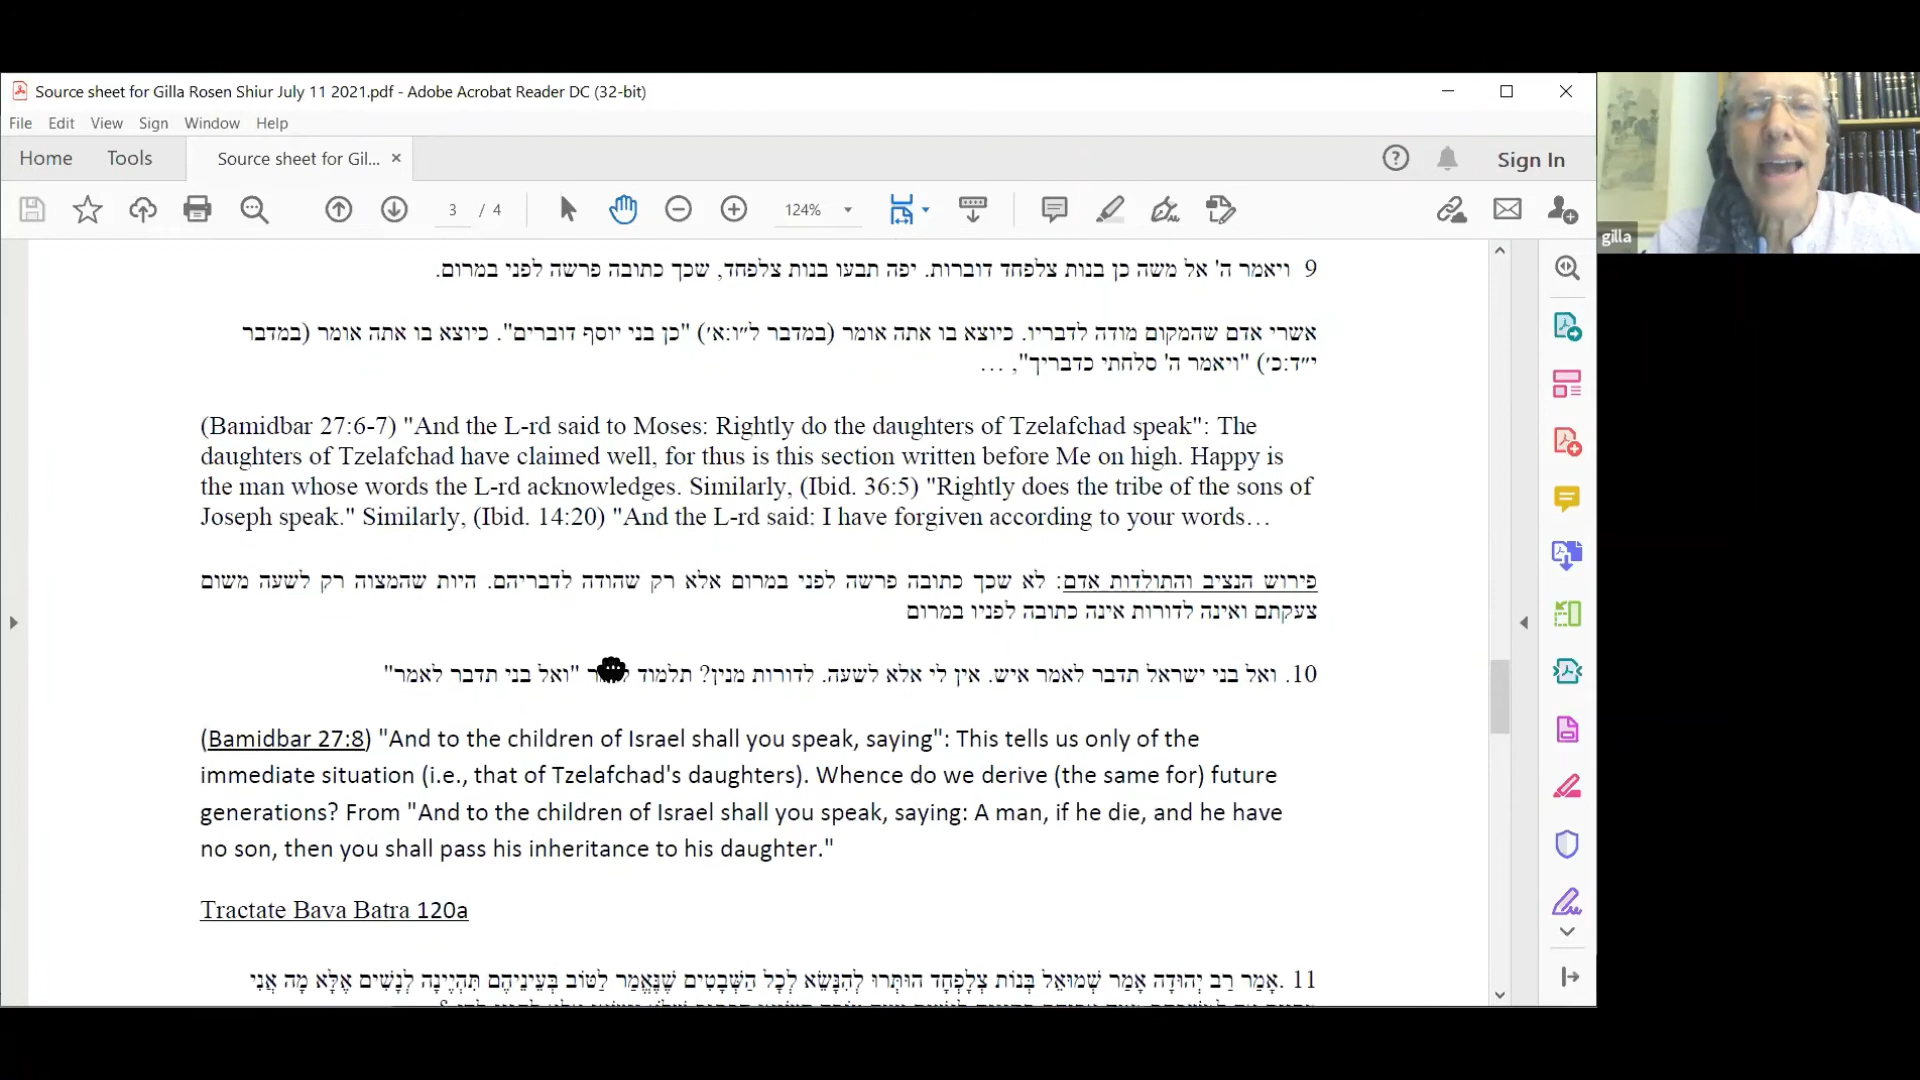 Source sheet for Gilla Rosen Shiur July 11 2021.pdf - Adobe Acrobat Reader DC (32-bit)
File Edit View Sign Window Help
Home Tools Source sheet for Gil... × Sign In
3 / 4 124%
gilla
9 ויאמר ה' אל משה כן בנות צלפחד דוברות. יפה תבעו בנות צלפחד, שכך כתובה פרשה לפני במרום.
אשרי אדם שהמקום מודה לדבריו. כיוצא בו אתה אומר (במדבר ל״ו:א׳) "כן בני יוסף דוברים". כיוצא בו אתה אומר (במדבר
י״ד:כ׳) "ויאמר ה' סלחתי כדבריך", ...
(Bamidbar 27:6-7) "And the L-rd said to Moses: Rightly do the daughters of Tzelafchad speak": The
daughters of Tzelafchad have claimed well, for thus is this section written before Me on high. Happy is
the man whose words the L-rd acknowledges. Similarly, (Ibid. 36:5) "Rightly does the tribe of the sons of
Joseph speak." Similarly, (Ibid. 14:20) "And the L-rd said: I have forgiven according to your words…
פירוש הנציב והתולדות אדם: לא שכך כתובה פרשה לפני במרום אלא רק שהודה לדבריהם. היות שהמצוה רק לשעה משום
צעקתם ואינה לדורות אינה כתובה לפניו במרום
10. ואל בני ישראל תדבר לאמר איש. אין לי אלא לשעה. לדורות מנין? תלמוד "ואל בני תדבר לאמר"
(Bamidbar 27:8) "And to the children of Israel shall you speak, saying": This tells us only of the
immediate situation (i.e., that of Tzelafchad's daughters). Whence do we derive (the same for) future
generations? From "And to the children of Israel shall you speak, saying: A man, if he die, and he have
no son, then you shall pass his inheritance to his daughter."
Tractate Bava Batra 120a
11 .אָמַר רַב יְהוּדָה אָמַר שְׁמוּאֵל בְּנוֹת צְלָפְחָד הוּתְּרוּ לְהִנָּשֵׂא לְכׇל הַשְּׁבָטִים שֶׁנֶּאֱמַר לַטּוֹב בְּעֵינֵיהֶם תִּהְיֶינָה לְנָשִׁים אֶלָּא מָה אֲנִי